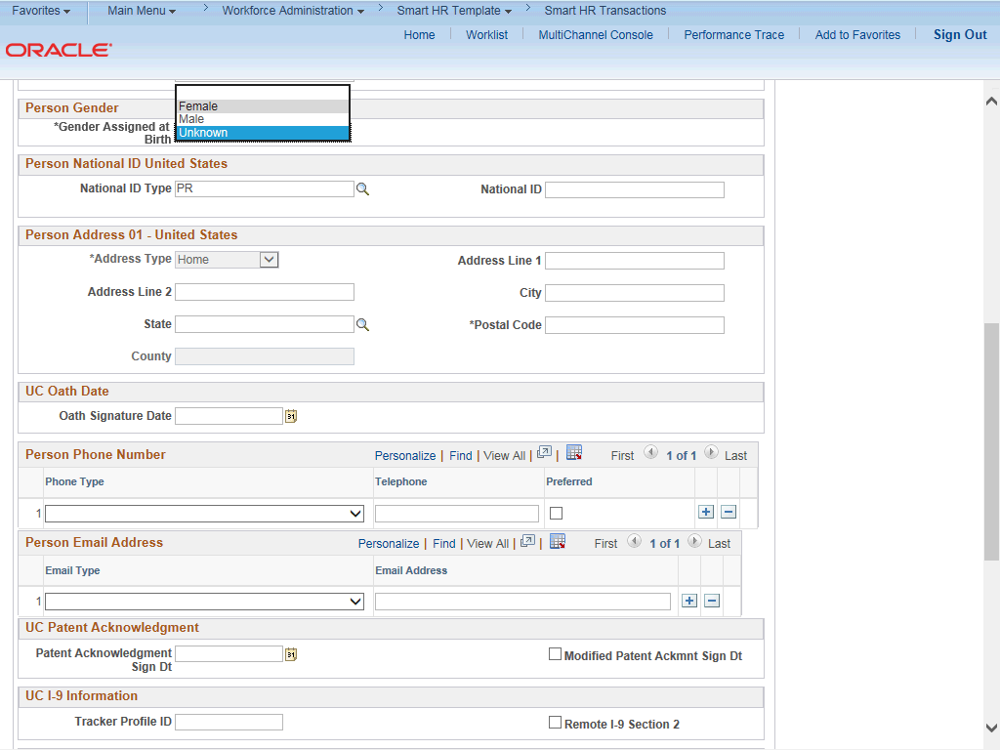 Favorites Main Menu > Workforce Administration > Smart HR Template > Smart HR Transactions
Home Worklist MultiChannel Console Performance Trace Add to Favorites Sign Out
ORACLE
Person Gender
Female
*Gender Assigned at Birth
Male
Unknown
Person National ID United States
National ID Type PR National ID
Person Address 01 - United States
*Address Type Home Address Line 1
Address Line 2 City
State *Postal Code
County
UC Oath Date
Oath Signature Date 31
Person Phone Number Personalize | Find | View All | | First 1 of 1 Last
Phone Type Telephone Preferred
1
Person Email Address Personalize | Find | View All | | First 1 of 1 Last
Email Type Email Address
1
UC Patent Acknowledgment
Patent Acknowledgment Sign Dt 31 Modified Patent Ackmnt Sign Dt
UC I-9 Information
Tracker Profile ID Remote I-9 Section 2